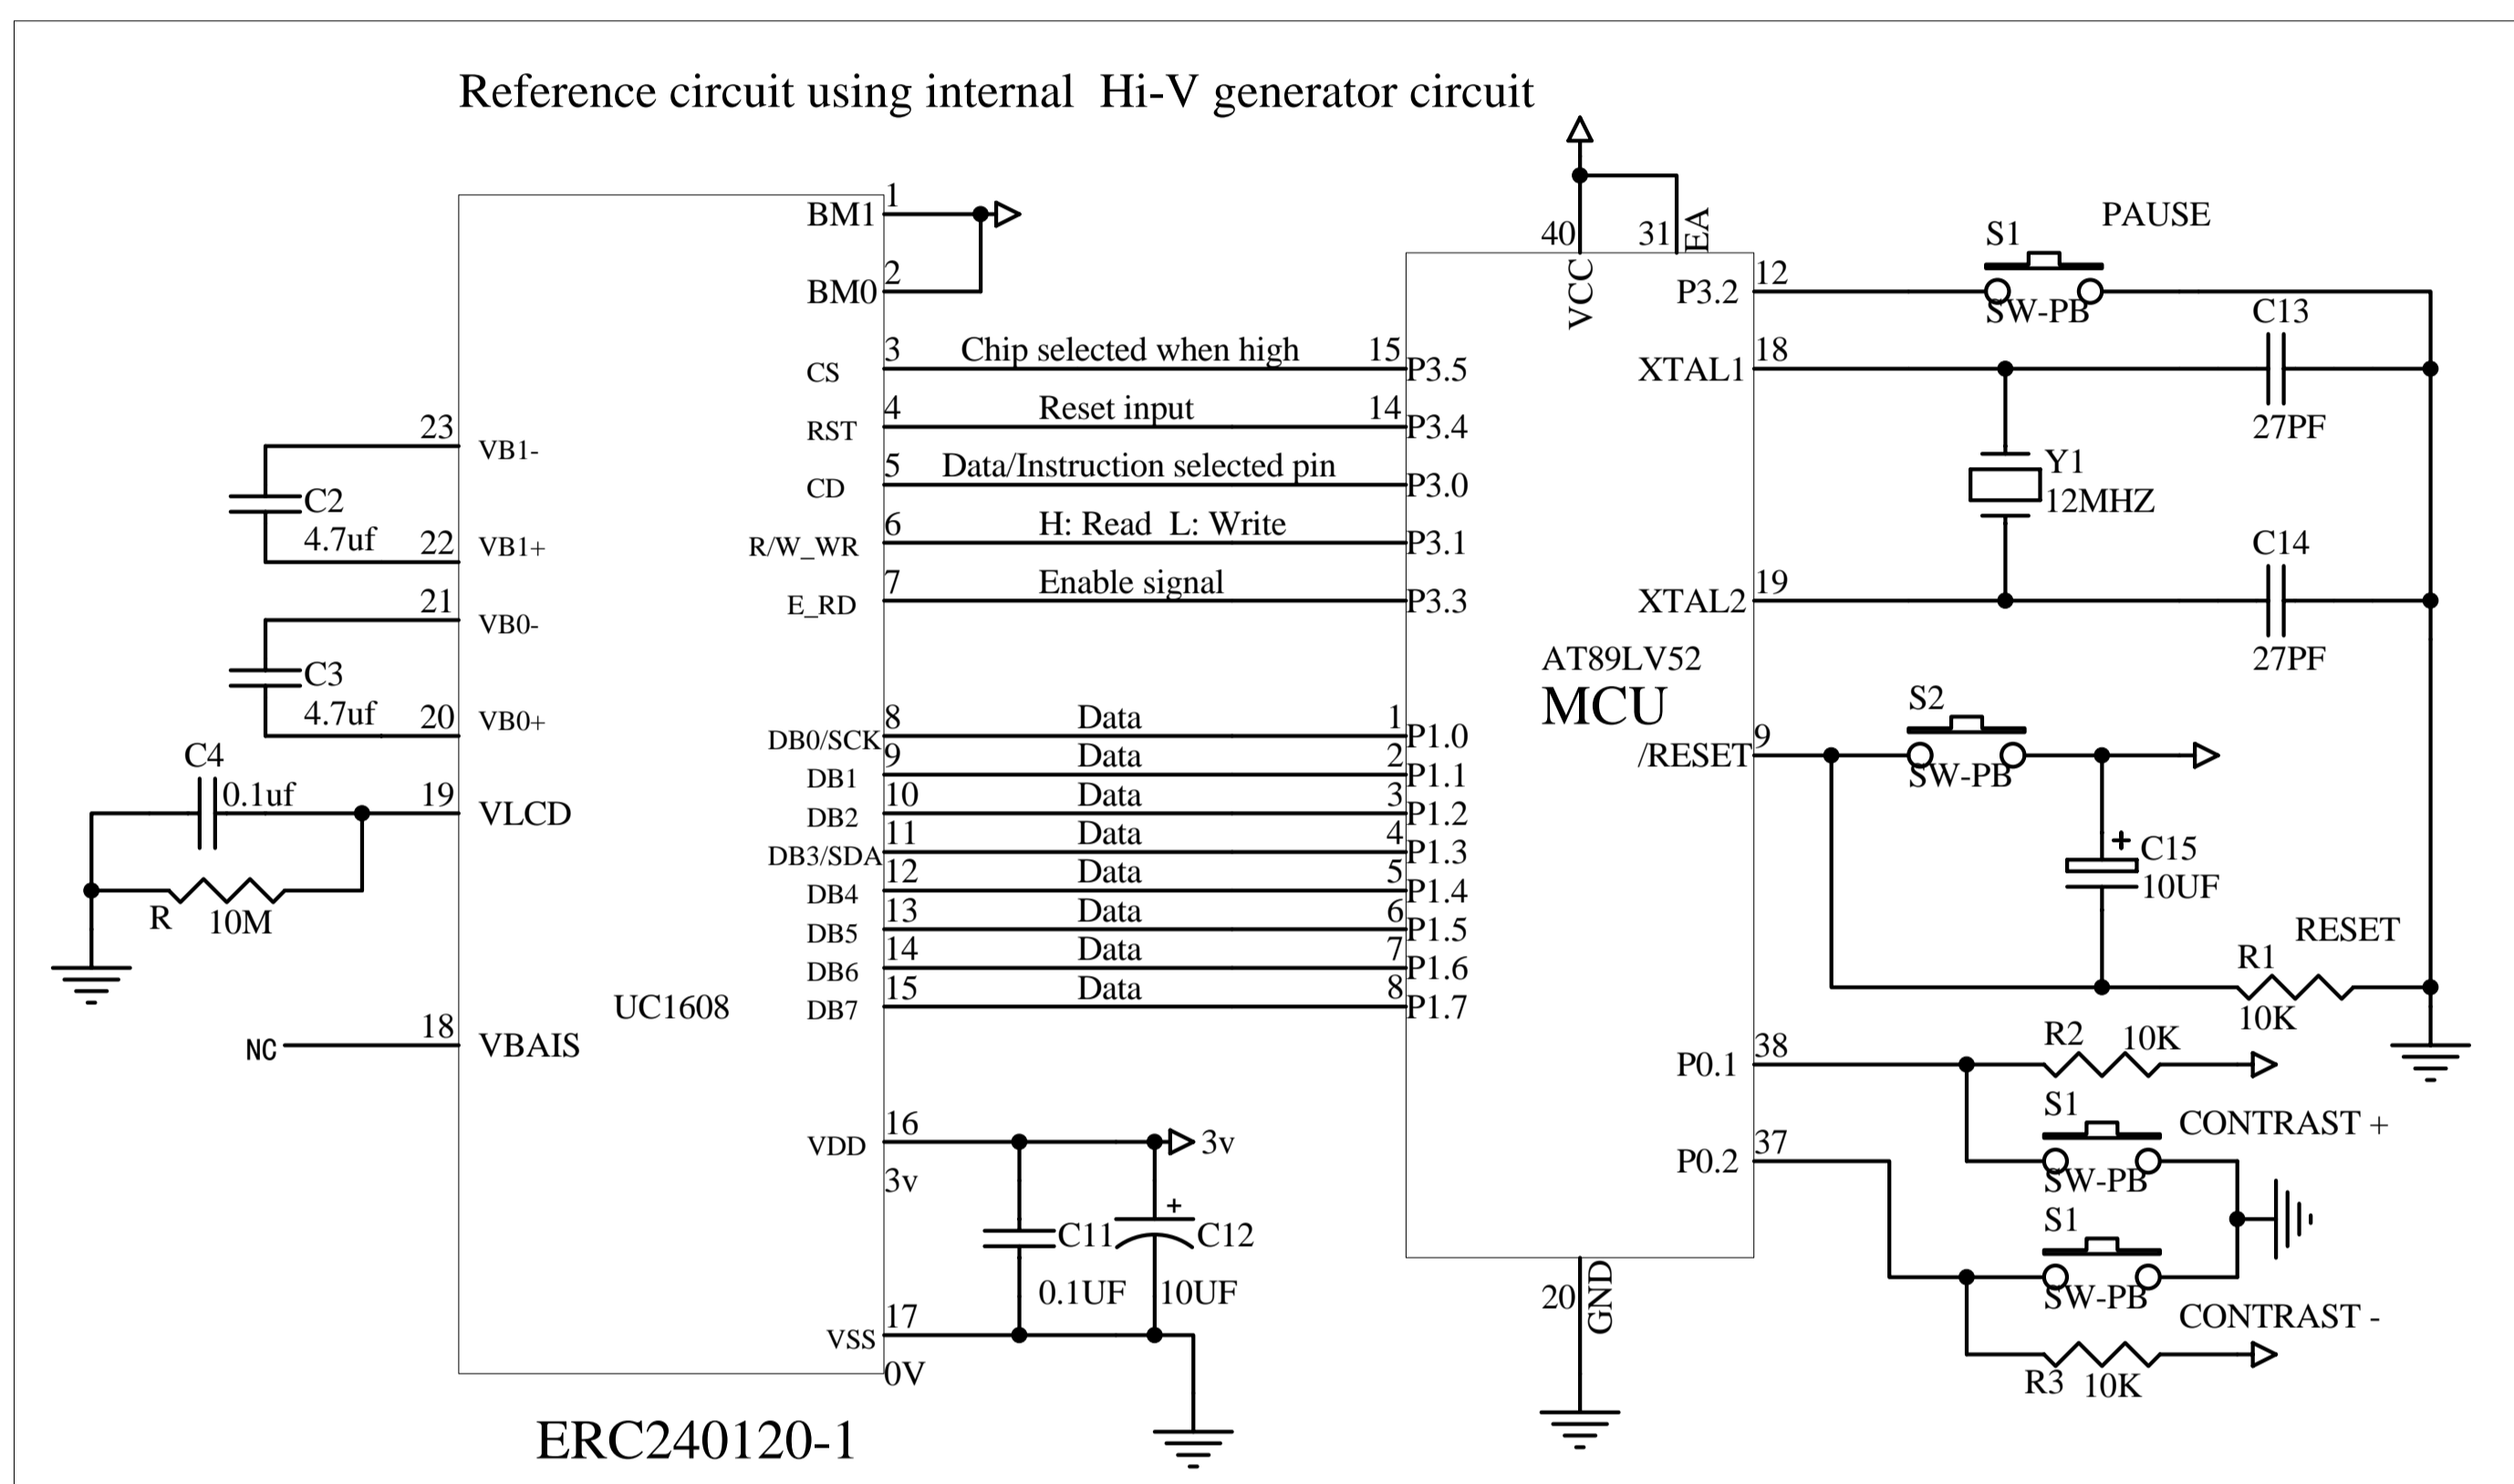 Reference circuit using internal Hi-V generator circuit
BM1 1
BM0 2
CS 3 Chip selected when high 15 P3.5
RST 4 Reset input 14 P3.4
CD 5 Data/Instruction selected pin P3.0
R/W_WR 6 H: Read L: Write P3.1
E_RD 7 Enable signal P3.3
DB0/SCK 8 Data 1 P1.0
DB1 9 Data 2 P1.1
DB2 10 Data 3 P1.2
DB3/SDA 11 Data 4 P1.3
DB4 12 Data 5 P1.4
DB5 13 Data 6 P1.5
DB6 14 Data 7 P1.6
DB7 15 Data 8 P1.7
23 VB1-
C2
4.7uf 22 VB1+
21 VB0-
C3
4.7uf 20 VB0+
C4
0.1uf 19 VLCD
R 10M
UC1608
NC 18 VBAIS
VDD 16 3v
3v
C11 + C12
0.1UF 10UF
VSS 17
0V
ERC240120-1
40 VCC 31 EA
P3.2 12 S1 PAUSE
SW-PB
XTAL1 18 C13
27PF
Y1
12MHZ
XTAL2 19 C14
27PF
AT89LV52
MCU
/RESET 9 S2
SW-PB
+ C15
10UF
RESET
R1
10K
P0.1 38 R2 10K
S1 CONTRAST +
SW-PB
P0.2 37
S1
SW-PB
CONTRAST -
R3 10K
20 GND